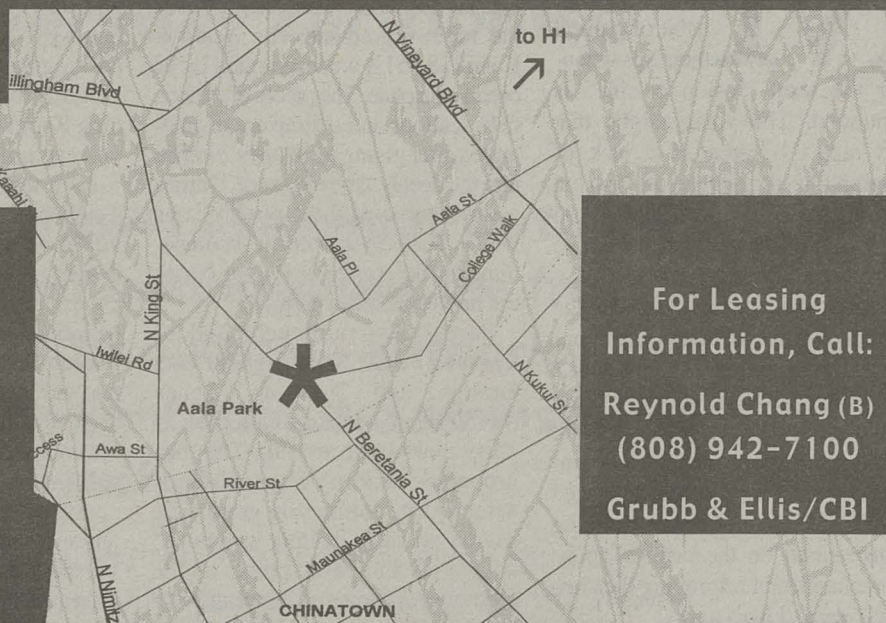 N Vineyard Blvd
to H1
illingham Blvd
Aala St
College Walk
Aala Pl
N King St
Iwilei Rd
N Kukui St
Aala Park
N Beretania St
Awa St
ccess
River St
Maunakea St
N Nimitz
CHINATOWN
For Leasing
Information, Call:
Reynold Chang (B)
(808) 942-7100
Grubb & Ellis/CBI